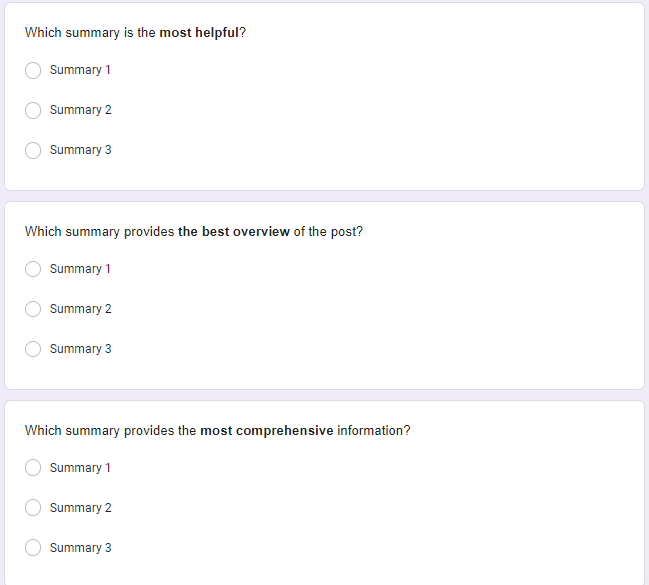 Which summary is the most helpful?
Summary 1
Summary 2
Summary 3
Which summary provides the best overview of the post?
Summary 1
Summary 2
Summary 3
Which summary provides the most comprehensive information?
Summary 1
Summary 2
Summary 3